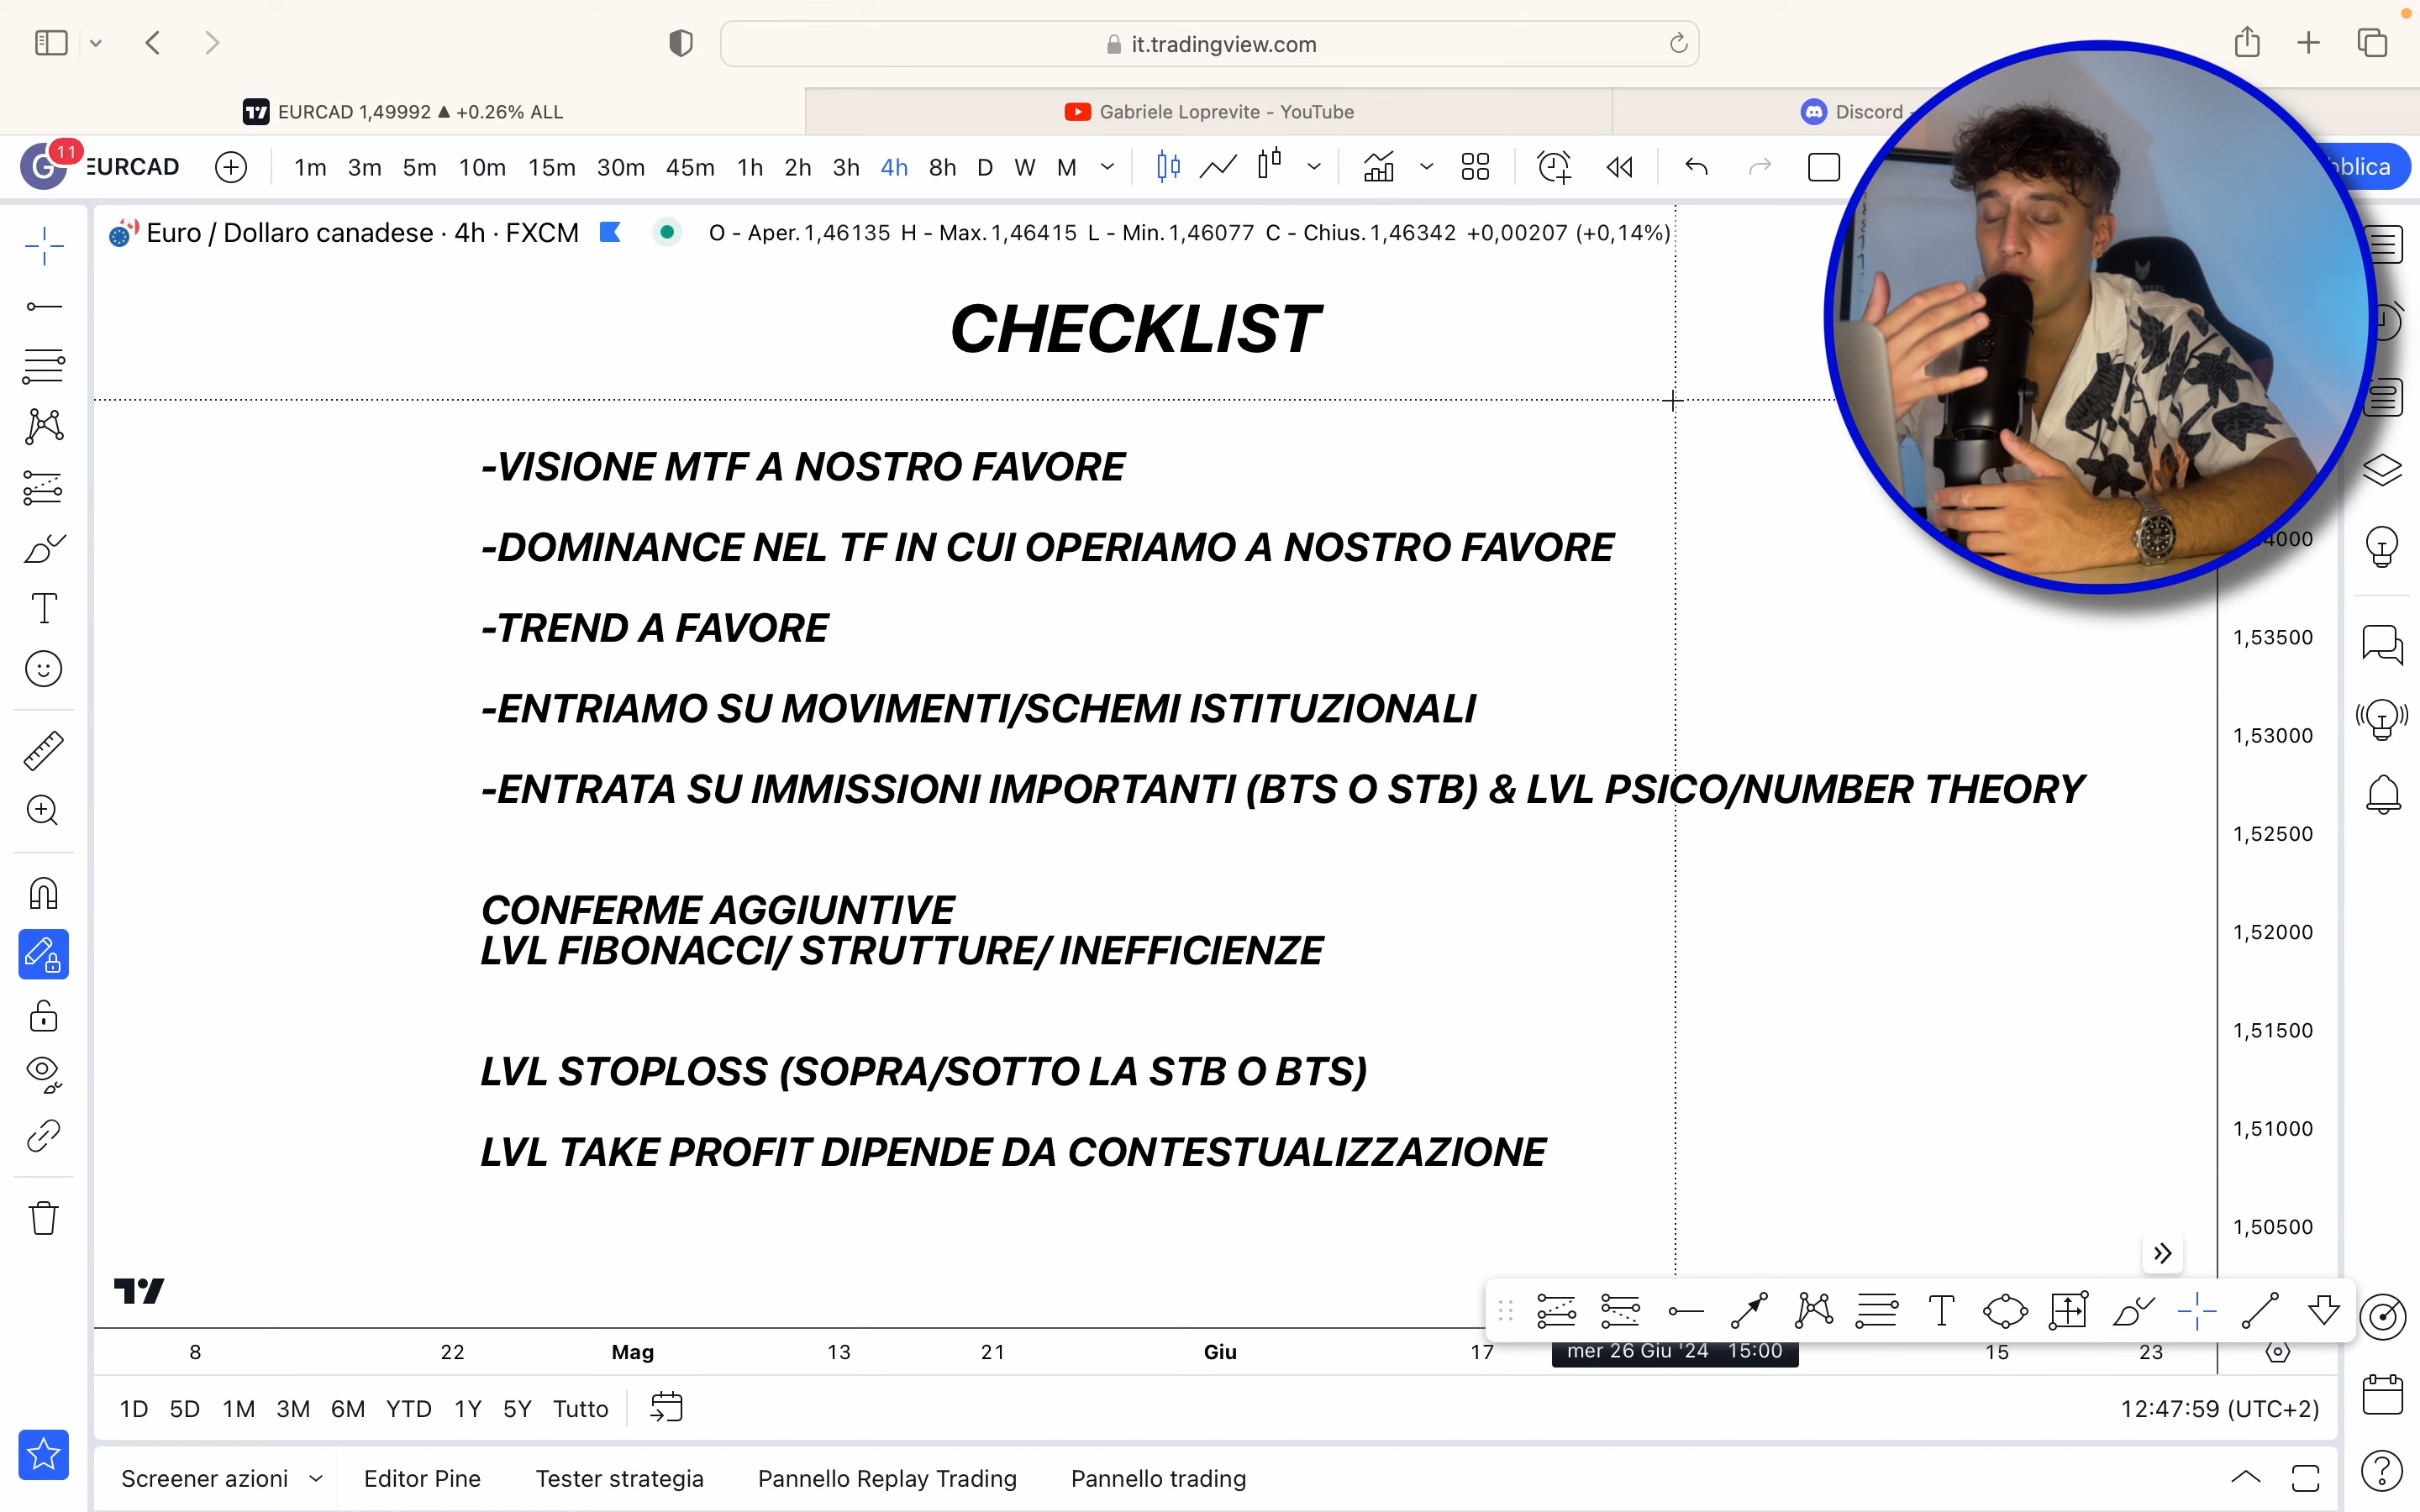 it.tradingview.com
EURCAD 1,49992 ▲ +0.26% ALL
Gabriele Loprevite - YouTube
Discord
G 11 EURCAD 1m 3m 5m 10m 15m 30m 45m 1h 2h 3h 4h 8h D W M
Euro / Dollaro canadese · 4h · FXCM O - Aper. 1,46135 H - Max. 1,46415 L - Min. 1,46077 C - Chius. 1,46342 +0,00207 (+0,14%)
CHECKLIST
-VISIONE MTF A NOSTRO FAVORE
-DOMINANCE NEL TF IN CUI OPERIAMO A NOSTRO FAVORE
-TREND A FAVORE
-ENTRIAMO SU MOVIMENTI/SCHEMI ISTITUZIONALI
-ENTRATA SU IMMISSIONI IMPORTANTI (BTS O STB) & LVL PSICO/NUMBER THEORY
CONFERME AGGIUNTIVE
LVL FIBONACCI/ STRUTTURE/ INEFFICIENZE
LVL STOPLOSS (SOPRA/SOTTO LA STB O BTS)
LVL TAKE PROFIT DIPENDE DA CONTESTUALIZZAZIONE
1,53500
1,53000
1,52500
1,52000
1,51500
1,51000
1,50500
8 22 Mag 13 21 Giu 17 mer 26 Giu '24 15:00 15 23
1D 5D 1M 3M 6M YTD 1Y 5Y Tutto
12:47:59 (UTC+2)
Screener azioni Editor Pine Tester strategia Pannello Replay Trading Pannello trading